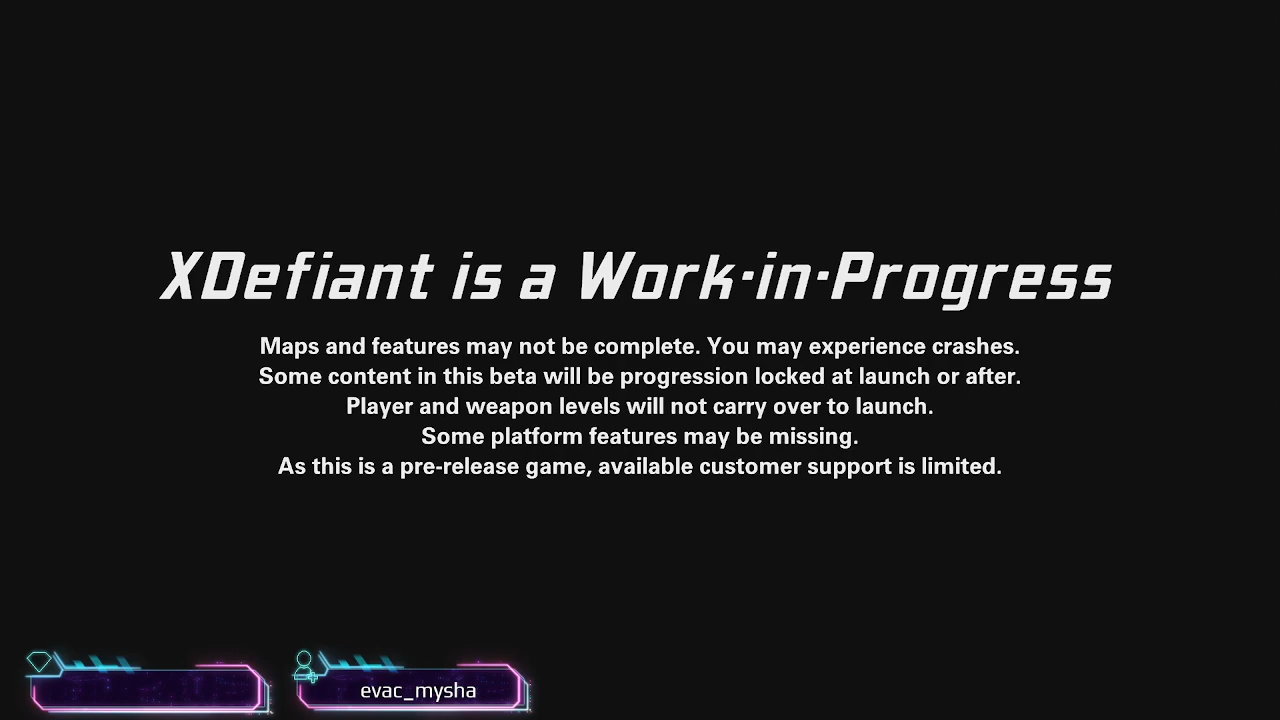 XDefiant is a Work-in-Progress
Maps and features may not be complete. You may experience crashes.
Some content in this beta will be progression locked at launch or after.
Player and weapon levels will not carry over to launch.
Some platform features may be missing.
As this is a pre-release game, available customer support is limited.
evac_mysha